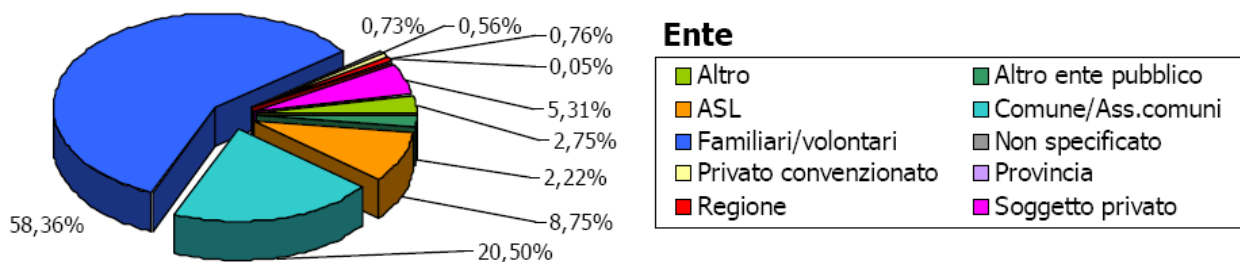 0,73%
0,56%
0,76%
0,05%
5,31%
2,75%
2,22%
8,75%
20,50%
58,36%
Ente
Altro
Altro ente pubblico
ASL
Comune/Ass.comuni
Familiari/volontari
Non specificato
Privato convenzionato
Provincia
Regione
Soggetto privato